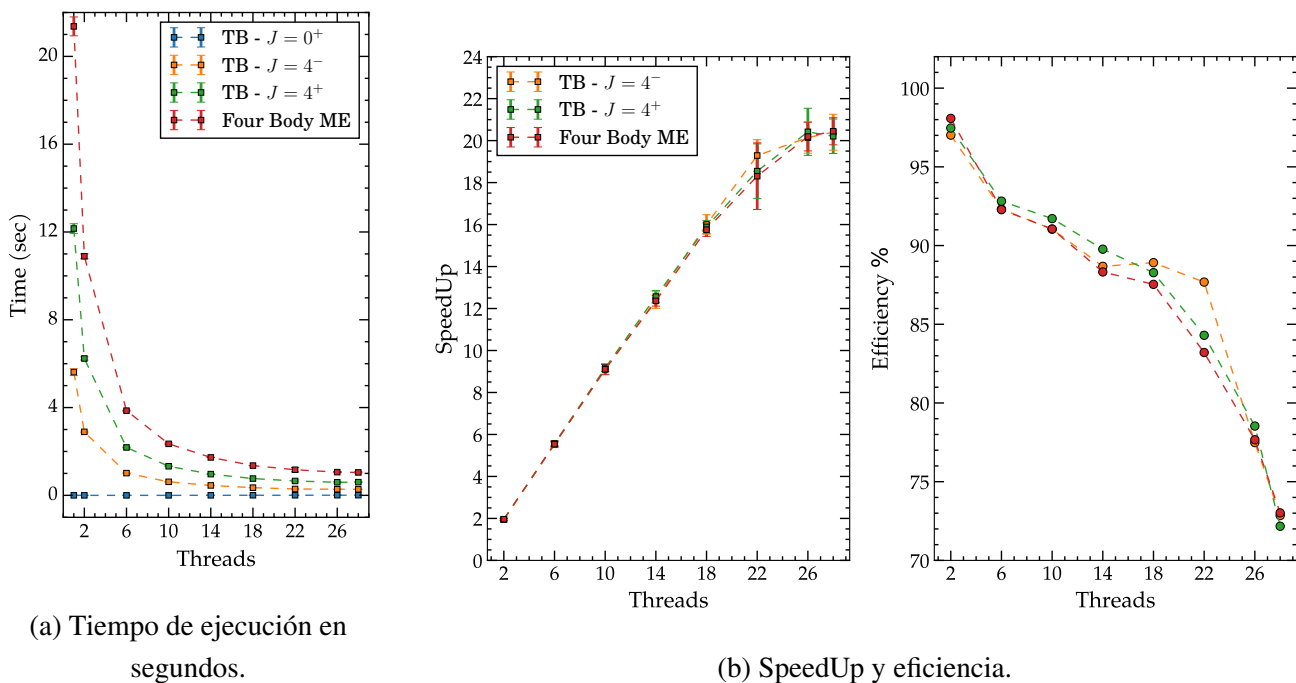 Time (sec)
20
16
12
8
4
0
TB - J = 0⁺
TB - J = 4⁻
TB - J = 4⁺
Four Body ME
2 6 10 14 18 22 26
Threads
(a) Tiempo de ejecución en
segundos.
SpeedUp
24
22
20
18
16
14
12
10
8
6
4
2
0
TB - J = 4⁻
TB - J = 4⁺
Four Body ME
2 6 10 14 18 22 26
Threads
Efficiency %
100
95
90
85
80
75
70
2 6 10 14 18 22 26
Threads
(b) SpeedUp y eficiencia.